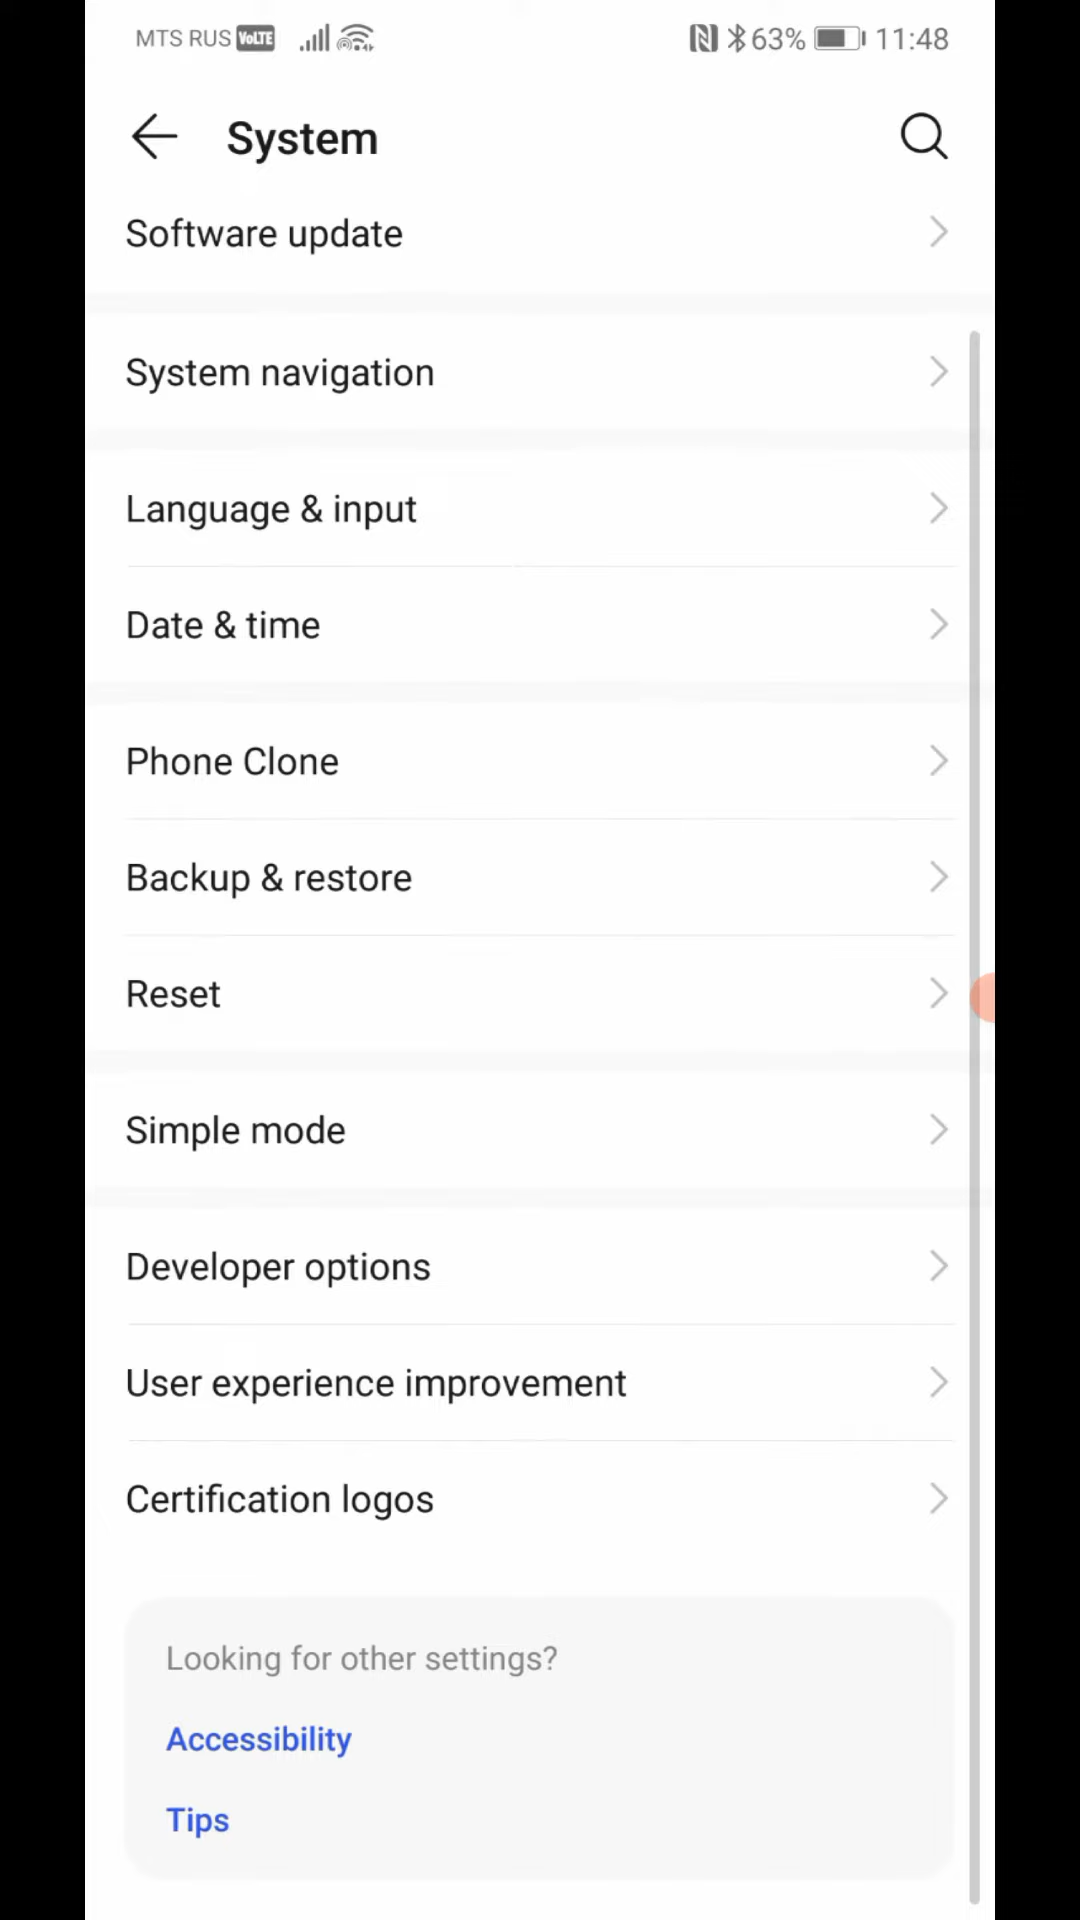 MTS RUS VoLTE 63% 11:48
System
Software update
System navigation
Language & input
Date & time
Phone Clone
Backup & restore
Reset
Simple mode
Developer options
User experience improvement
Certification logos
Looking for other settings?
Accessibility
Tips